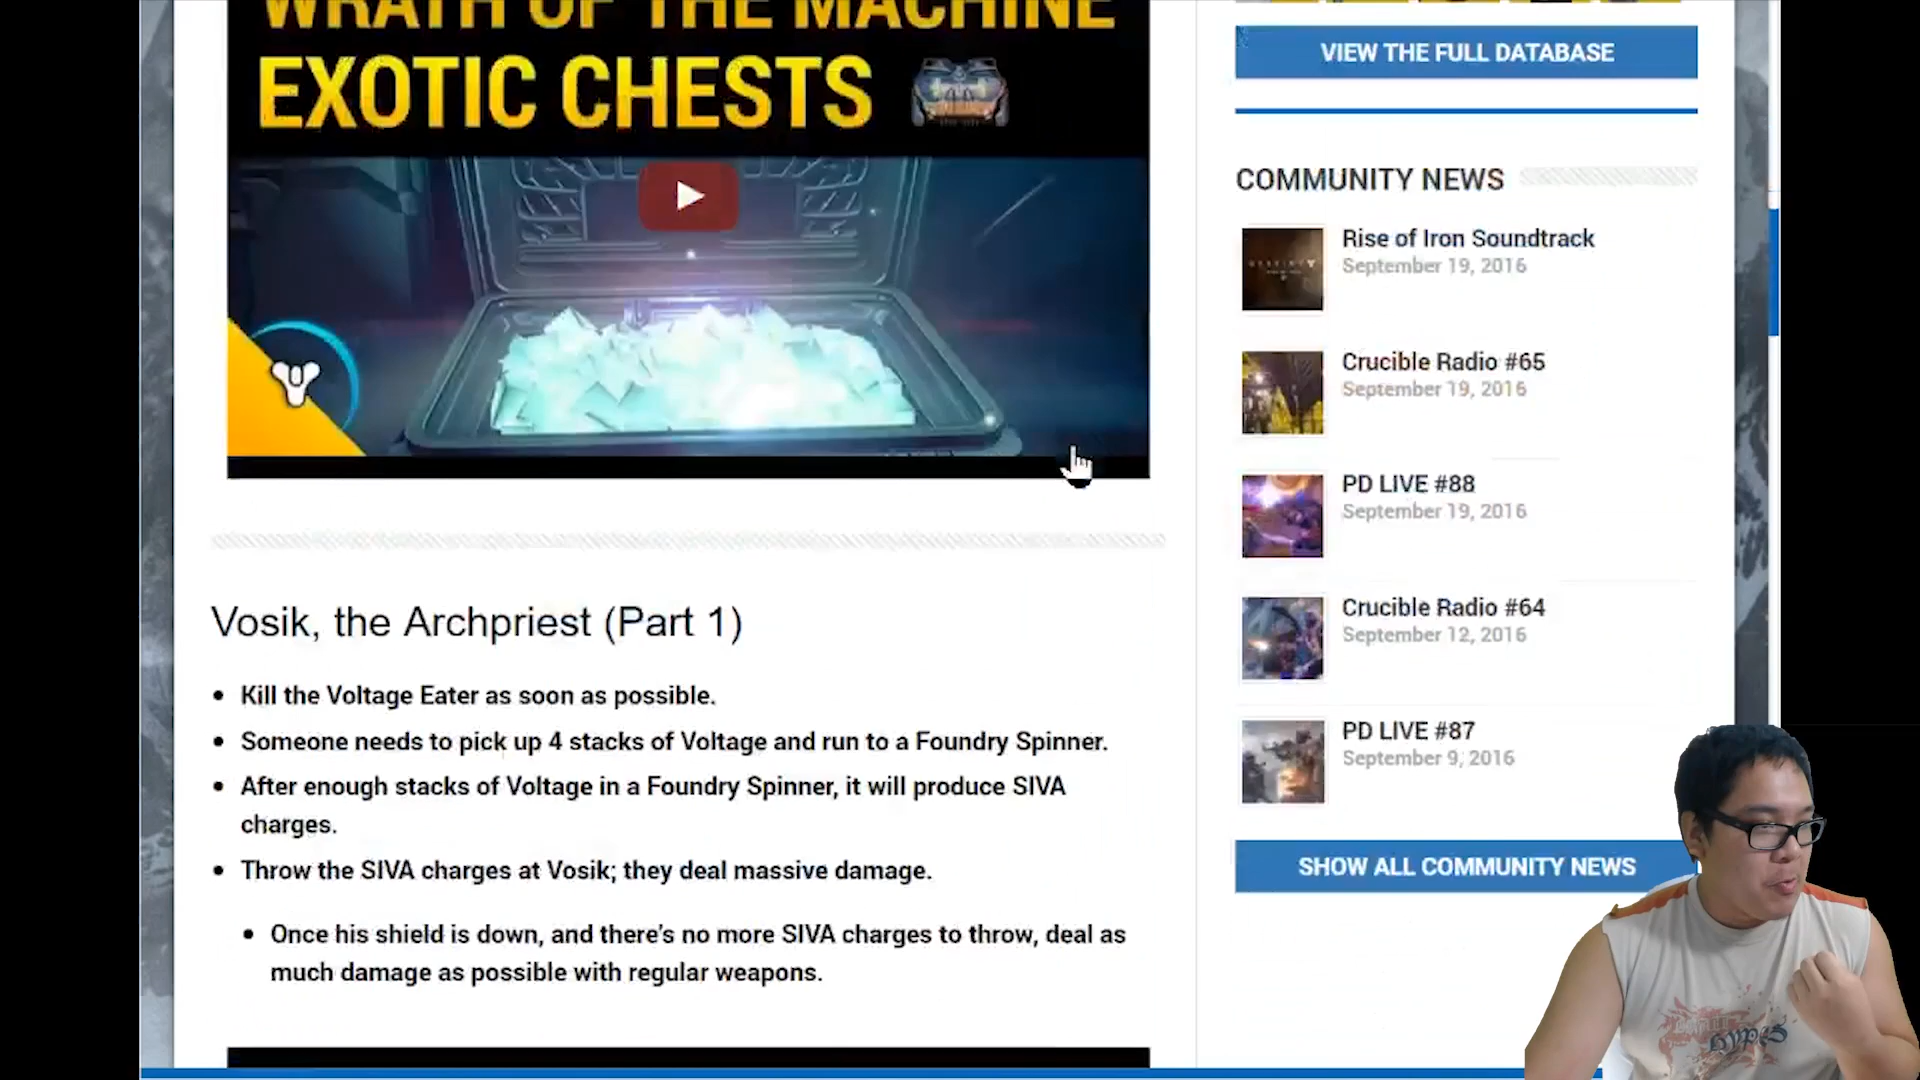 WRATH OF THE MACHINE
EXOTIC CHESTS
Vosik, the Archpriest (Part 1)
Kill the Voltage Eater as soon as possible.
Someone needs to pick up 4 stacks of Voltage and run to a Foundry Spinner.
After enough stacks of Voltage in a Foundry Spinner, it will produce SIVA
charges.
Throw the SIVA charges at Vosik; they deal massive damage.
Once his shield is down, and there's no more SIVA charges to throw, deal as
much damage as possible with regular weapons.
VIEW THE FULL DATABASE
COMMUNITY NEWS
Rise of Iron Soundtrack
September 19, 2016
Crucible Radio #65
September 19, 2016
PD LIVE #88
September 19, 2016
Crucible Radio #64
September 12, 2016
PD LIVE #87
September 9, 2016
SHOW ALL COMMUNITY NEWS